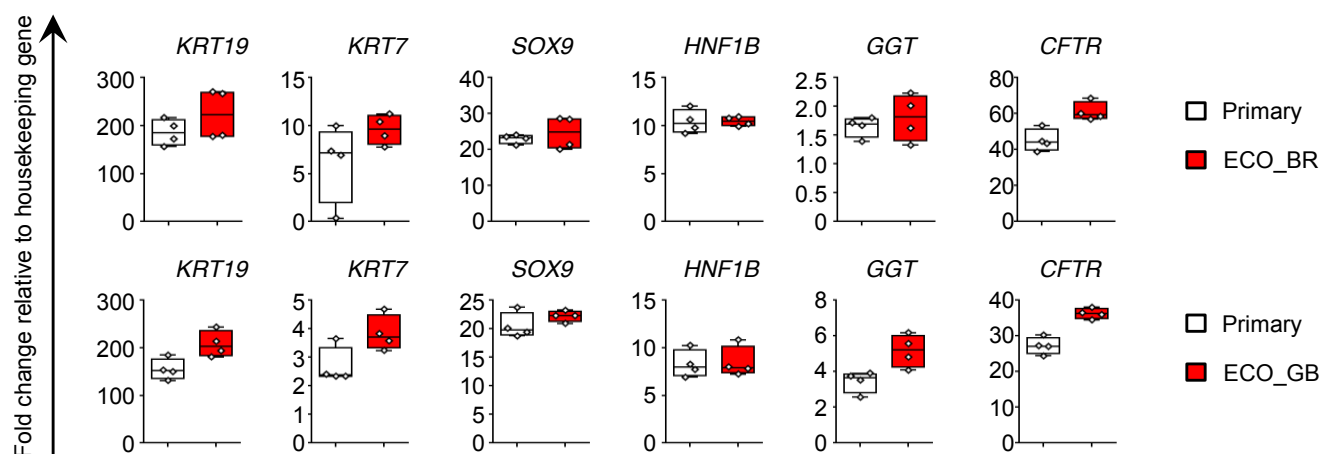 Fold change relative to housekeeping gene
KRT19 KRT7 SOX9 HNF1B GGT CFTR
300 15 40 15 2.5 80
200 10 30 10 2.0 60
100 5 20 5 1.5 40
0 0 10 0 1.0 20
0 0.5 0
0
Primary
ECO_BR
KRT19 KRT7 SOX9 HNF1B GGT CFTR
300 5 25 15 8 40
200 4 20 10 6 30
100 3 15 5 4 20
0 2 10 0 2 10
1 5 0 0
0 0
Primary
ECO_GB